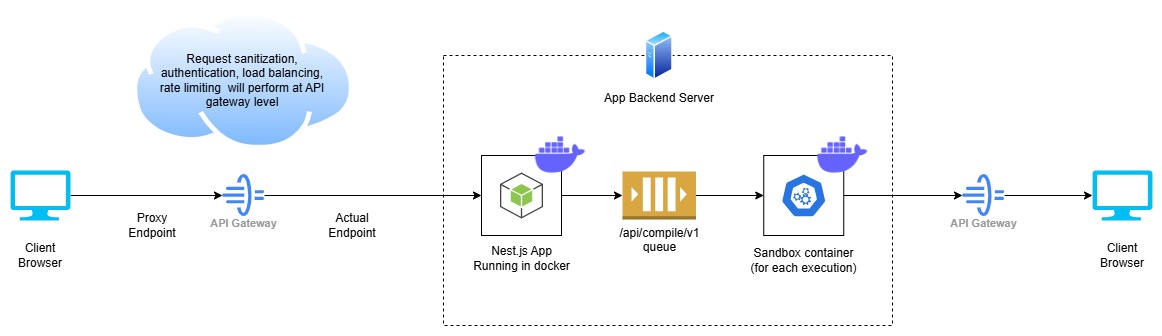 Request sanitization,
authentication, load balancing,
rate limiting will perform at API
gateway level
App Backend Server
Client
Browser
Proxy
Endpoint
API Gateway
Actual
Endpoint
Nest.js App
Running in docker
/api/compile/v1
queue
Sandbox container
(for each execution)
API Gateway
Client
Browser